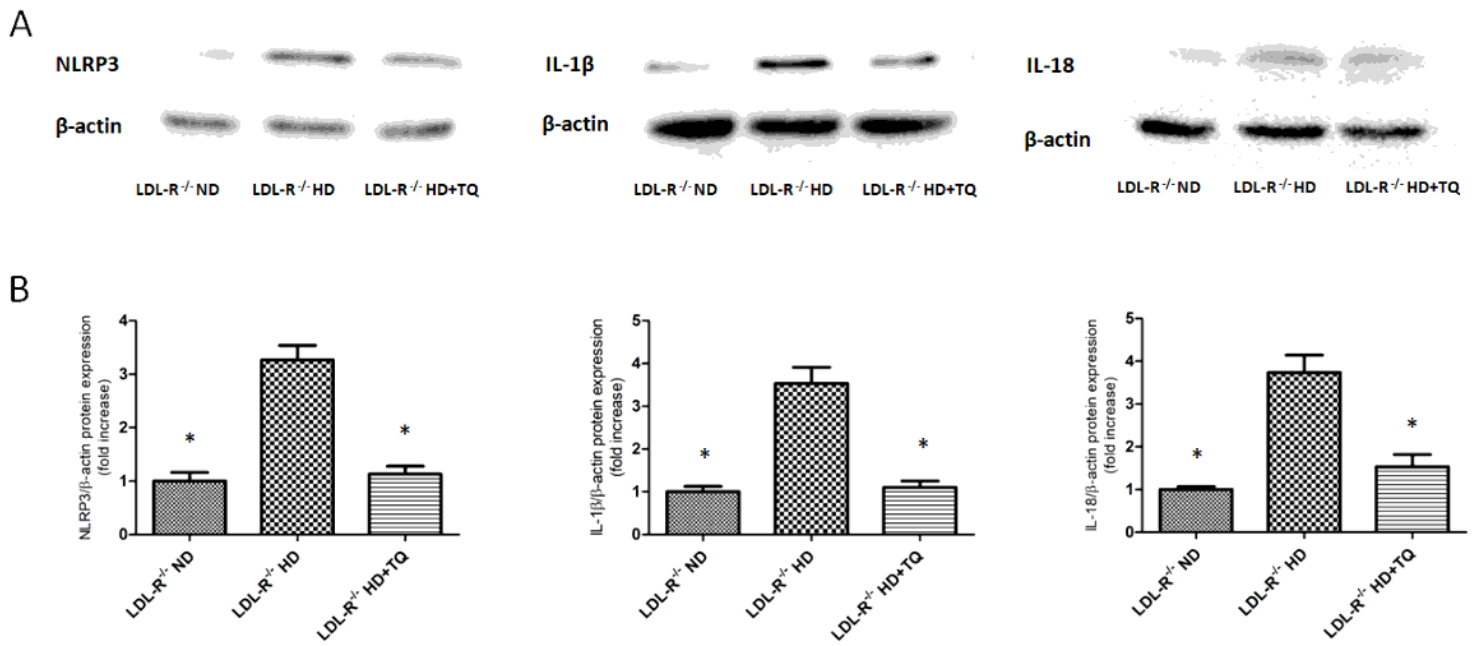 A
NLRP3
β-actin
LDL-R-/- ND LDL-R-/- HD LDL-R-/- HD+TQ
IL-1β
β-actin
LDL-R-/- ND LDL-R-/- HD LDL-R-/- HD+TQ
IL-18
β-actin
LDL-R-/- ND LDL-R-/- HD LDL-R-/- HD+TQ
B
NLRP3/β-actin protein expression
(fold increase)
4
3
2
1
0
*
*
LDL-R-/- ND
LDL-R-/- HD
LDL-R-/- HD+TQ
IL-1β/β-actin protein expression
(fold increase)
5
4
3
2
1
0
*
*
LDL-R-/- ND
LDL-R-/- HD
LDL-R-/- HD+TQ
IL-18/β-actin protein expression
(fold increase)
5
4
3
2
1
0
*
*
LDL-R-/- ND
LDL-R-/- HD
LDL-R-/- HD+TQ